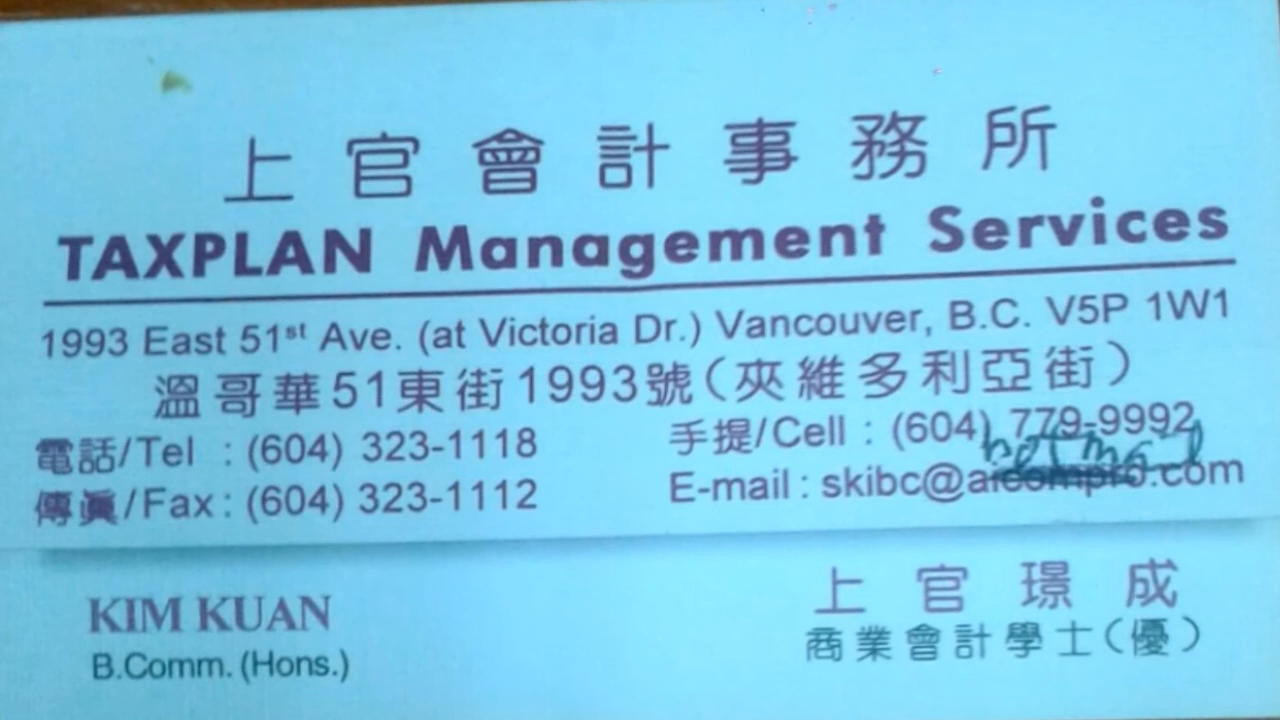 上官會計事務所
TAXPLAN Management Services
1993 East 51st Ave. (at Victoria Dr.) Vancouver, B.C. V5P 1W1
溫哥華51東街1993號(夾維多利亞街)
電話/Tel : (604) 323-1118
手提/Cell : (604) 779-9992
傳眞/Fax : (604) 323-1112
hotmail
E-mail : skibc@aicompro.com
KIM KUAN
上官璟成
B.Comm. (Hons.)
商業會計學士(優)